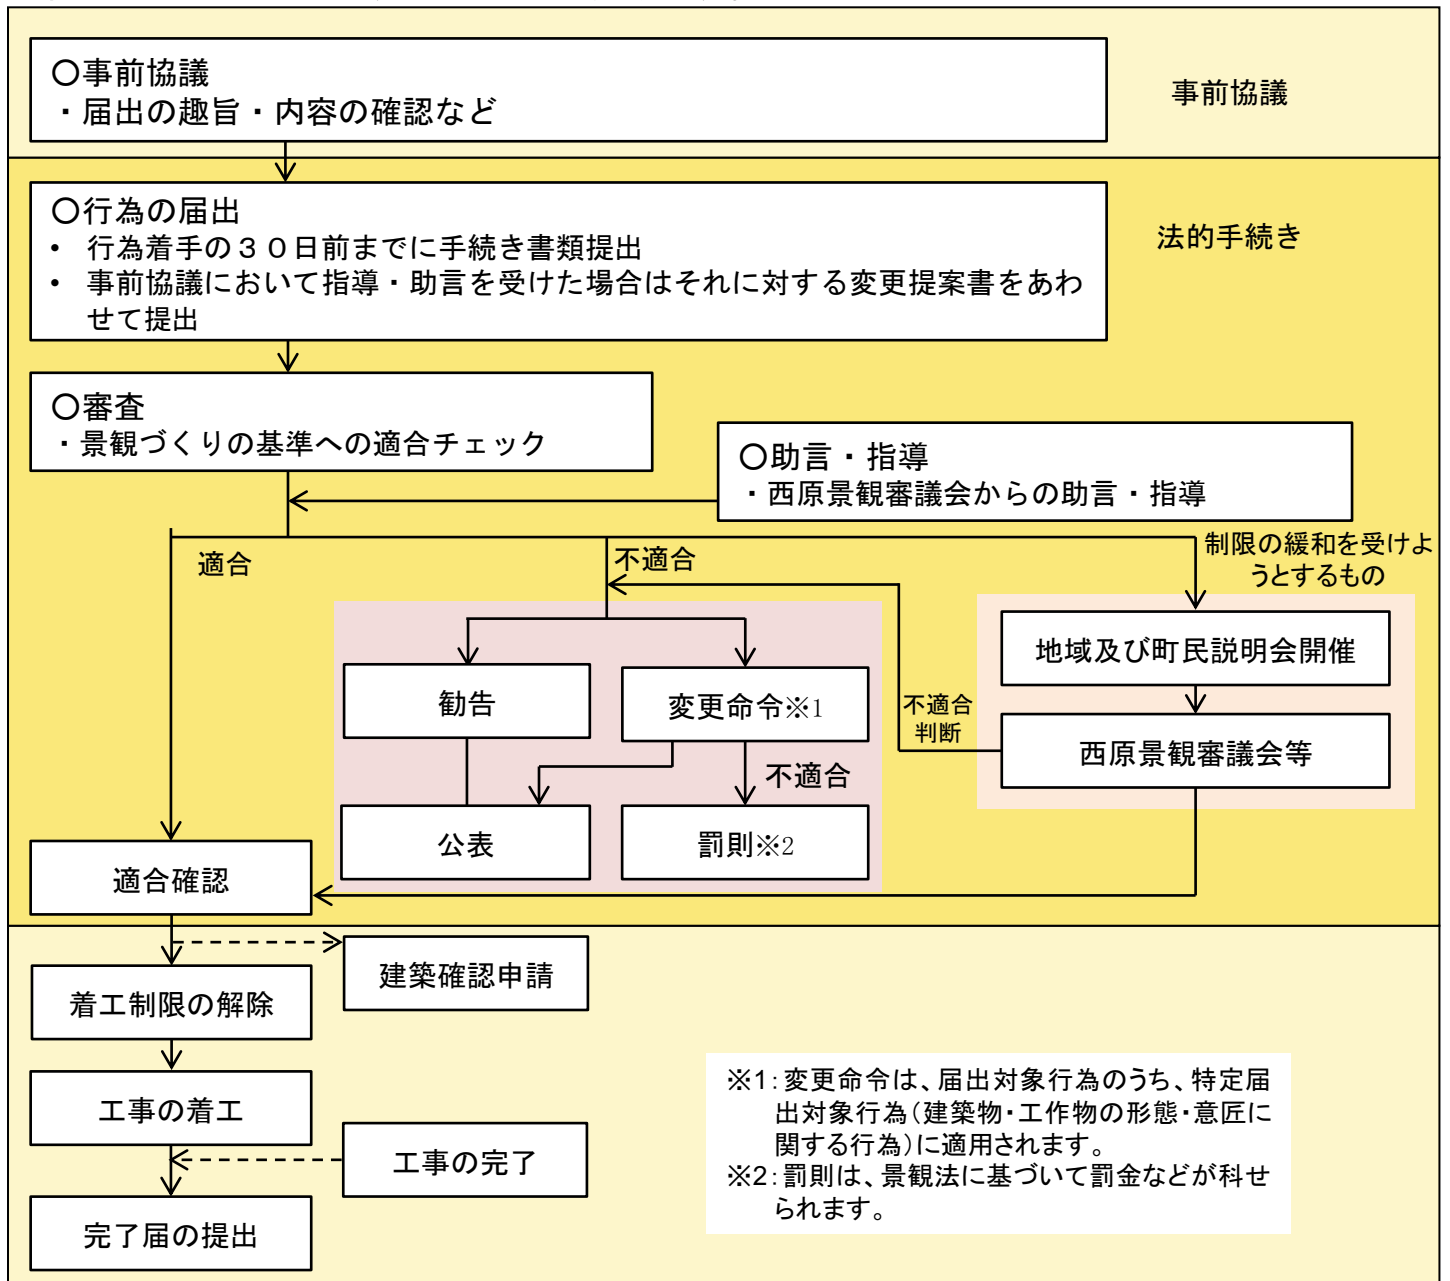 〇事前協議
・届出の趣旨・内容の確認など
事前協議
〇行為の届出
• 行為着手の３０日前までに手続き書類提出
• 事前協議において指導・助言を受けた場合はそれに対する変更提案書をあわ
せて提出
法的手続き
〇審査
・景観づくりの基準への適合チェック
〇助言・指導
・西原景観審議会からの助言・指導
適合
不適合
制限の緩和を受けよ
うとするもの
地域及び町民説明会開催
勧告
変更命令※1
不適合
判断
西原景観審議会等
不適合
公表
罰則※2
適合確認
建築確認申請
着工制限の解除
工事の着工
工事の完了
完了届の提出
※1：変更命令は、届出対象行為のうち、特定届
出対象行為（建築物・工作物の形態・意匠に
関する行為）に適用されます。
※2：罰則は、景観法に基づいて罰金などが科せ
られます。